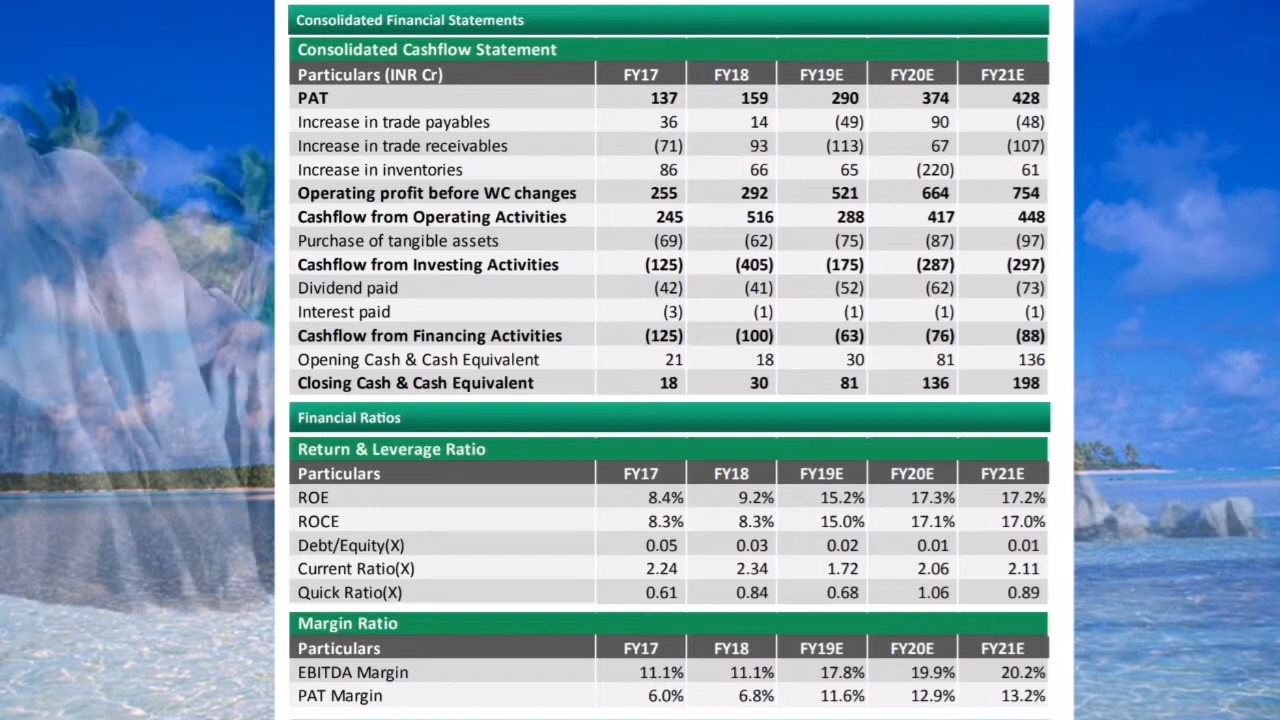 Consolidated Financial Statements
Consolidated Cashflow Statement
Particulars (INR Cr) FY17 FY18 FY19E FY20E FY21E
PAT 137 159 290 374 428
Increase in trade payables 36 14 (49) 90 (48)
Increase in trade receivables (71) 93 (113) 67 (107)
Increase in inventories 86 66 65 (220) 61
Operating profit before WC changes 255 292 521 664 754
Cashflow from Operating Activities 245 516 288 417 448
Purchase of tangible assets (69) (62) (75) (87) (97)
Cashflow from Investing Activities (125) (405) (175) (287) (297)
Dividend paid (42) (41) (52) (62) (73)
Interest paid (3) (1) (1) (1) (1)
Cashflow from Financing Activities (125) (100) (63) (76) (88)
Opening Cash & Cash Equivalent 21 18 30 81 136
Closing Cash & Cash Equivalent 18 30 81 136 198
Financial Ratios
Return & Leverage Ratio
Particulars FY17 FY18 FY19E FY20E FY21E
ROE 8.4% 9.2% 15.2% 17.3% 17.2%
ROCE 8.3% 8.3% 15.0% 17.1% 17.0%
Debt/Equity(X) 0.05 0.03 0.02 0.01 0.01
Current Ratio(X) 2.24 2.34 1.72 2.06 2.11
Quick Ratio(X) 0.61 0.84 0.68 1.06 0.89
Margin Ratio
Particulars FY17 FY18 FY19E FY20E FY21E
EBITDA Margin 11.1% 11.1% 17.8% 19.9% 20.2%
PAT Margin 6.0% 6.8% 11.6% 12.9% 13.2%